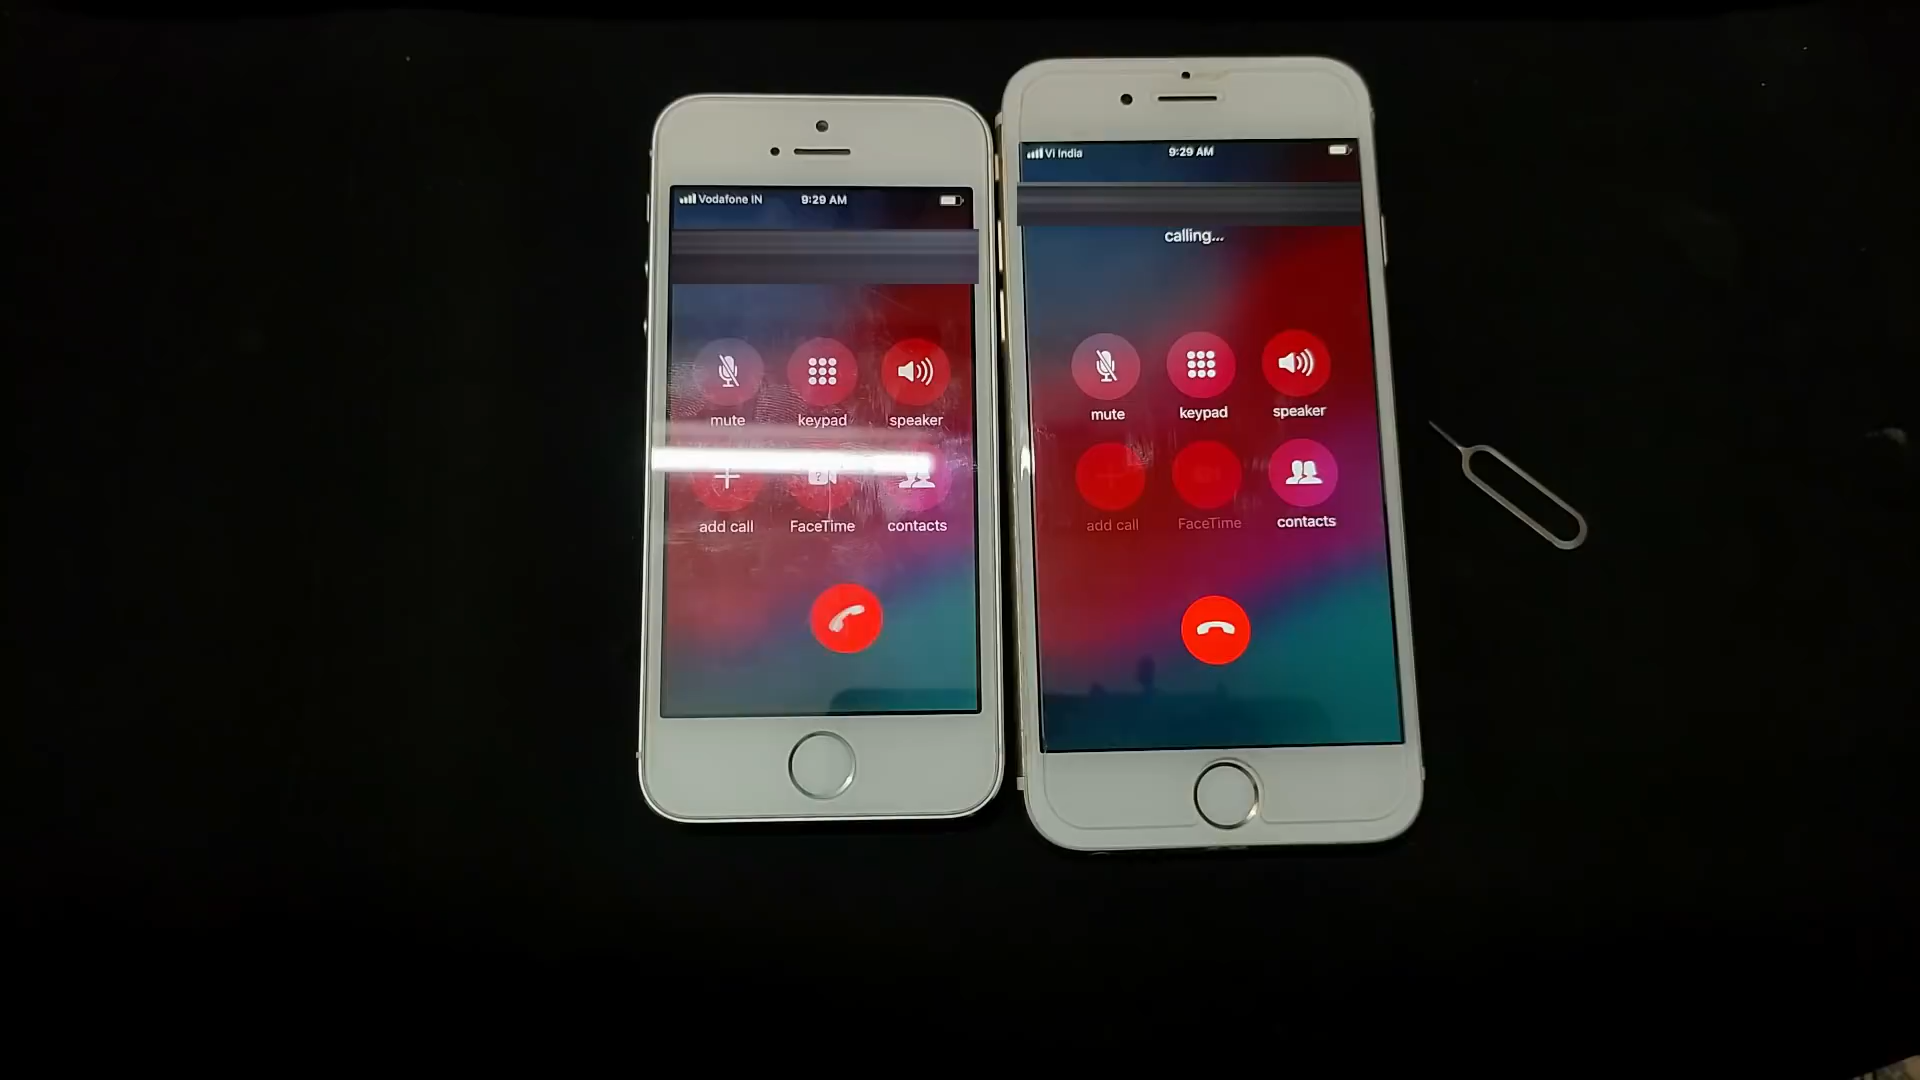 Vodafone IN 9:29 AM
mute keypad speaker
add call FaceTime contacts
Vi India 9:29 AM
calling...
mute keypad speaker
add call FaceTime contacts